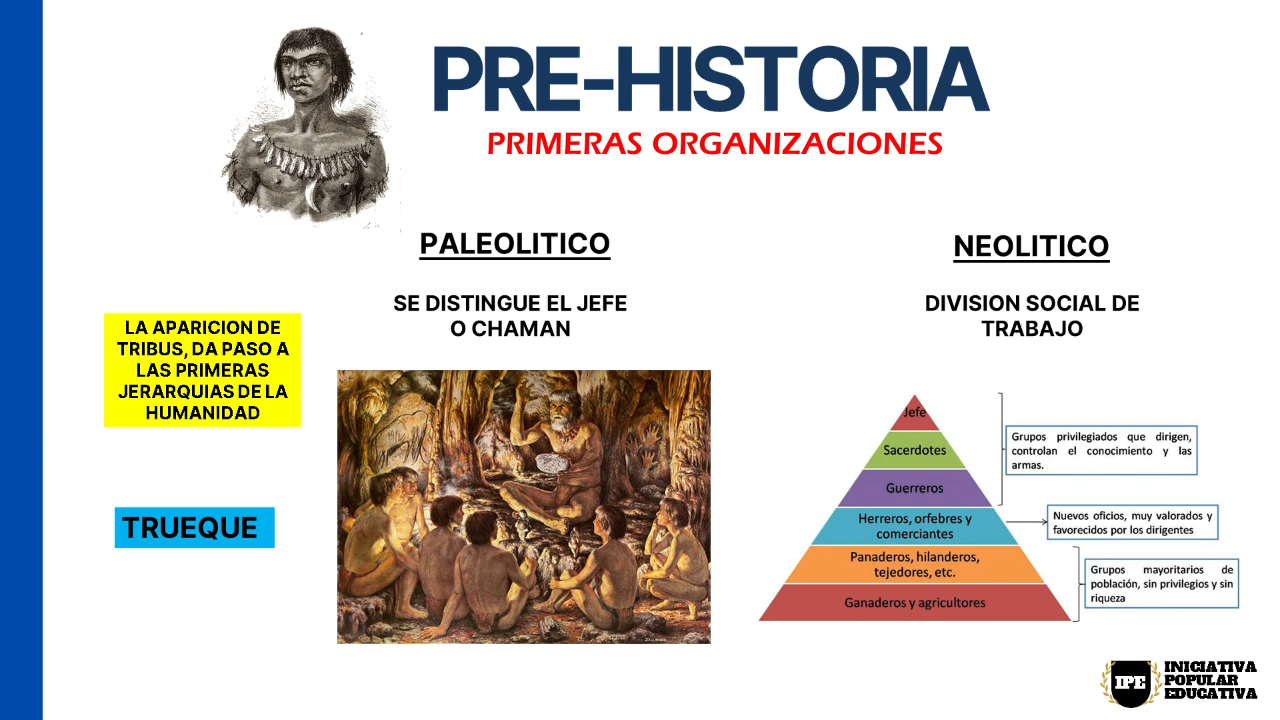 PRE-HISTORIA
PRIMERAS ORGANIZACIONES
PALEOLITICO
SE DISTINGUE EL JEFE
O CHAMAN
LA APARICION DE
TRIBUS, DA PASO A
LAS PRIMERAS
JERARQUIAS DE LA
HUMANIDAD
TRUEQUE
NEOLITICO
DIVISION SOCIAL DE
TRABAJO
Jefe
Sacerdotes
Guerreros
Herreros, orfebres y
comerciantes
Panaderos, hilanderos,
tejedores, etc.
Ganaderos y agricultores
Grupos privilegiados que dirigen,
controlan el conocimiento y las
armas.
Nuevos oficios, muy valorados y
favorecidos por los dirigentes
Grupos mayoritarios de
población, sin privilegios y sin
riqueza
IPE
INICIATIVA
POPULAR
EDUCATIVA